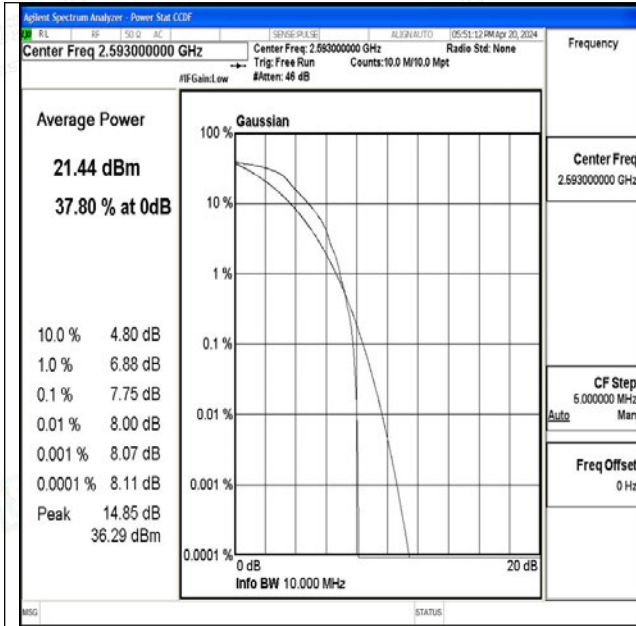 Agilent Spectrum Analyzer - Power Stat CCDF
RL RF 50 Ω AC SENSE:PULSE ALIGNAUTO 05:51:12 PM Apr 20, 2024
Center Freq 2.593000000 GHz
Center Freq: 2.593000000 GHz Radio Std: None
Trig: Free Run Counts:10.0 M/10.0 Mpt
#IFGain:Low #Atten: 46 dB
Average Power
21.44 dBm
37.80 % at 0dB
10.0 % 4.80 dB
1.0 % 6.88 dB
0.1 % 7.75 dB
0.01 % 8.00 dB
0.001 % 8.07 dB
0.0001 % 8.11 dB
Peak 14.85 dB
36.29 dBm
Gaussian
100 %
10 %
1 %
0.1 %
0.01 %
0.001 %
0.0001 %
0 dB 20 dB
Info BW 10.000 MHz
Frequency
Center Freq
2.593000000 GHz
CF Step
5.000000 MHz
Auto Man
Freq Offset
0 Hz
MSG STATUS